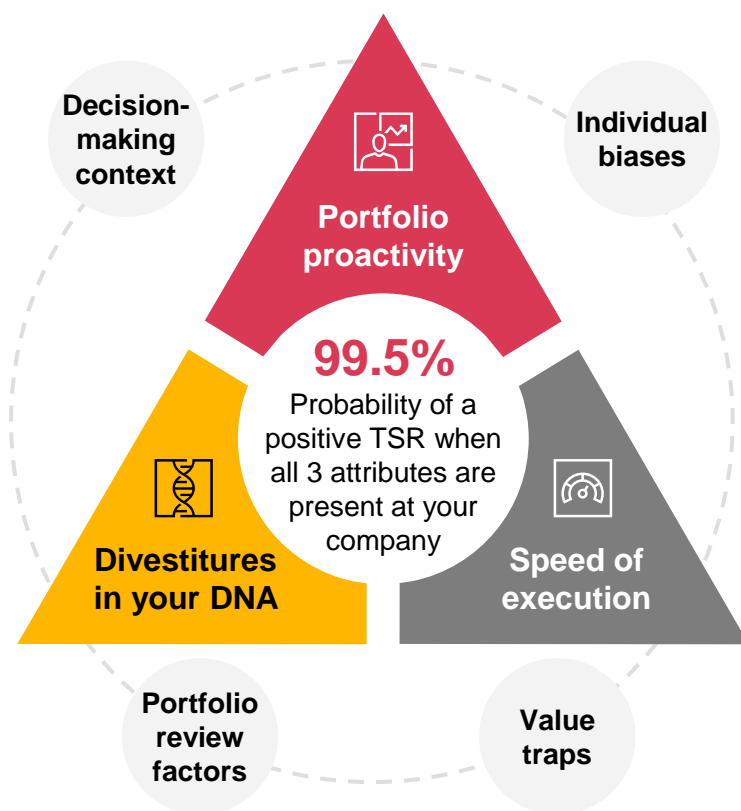 Decision-
making
context
Individual
biases
Portfolio
proactivity
99.5%
Probability of a
positive TSR when
all 3 attributes are
present at your
company
Divestitures
in your DNA
Speed of
execution
Portfolio
review
factors
Value
traps